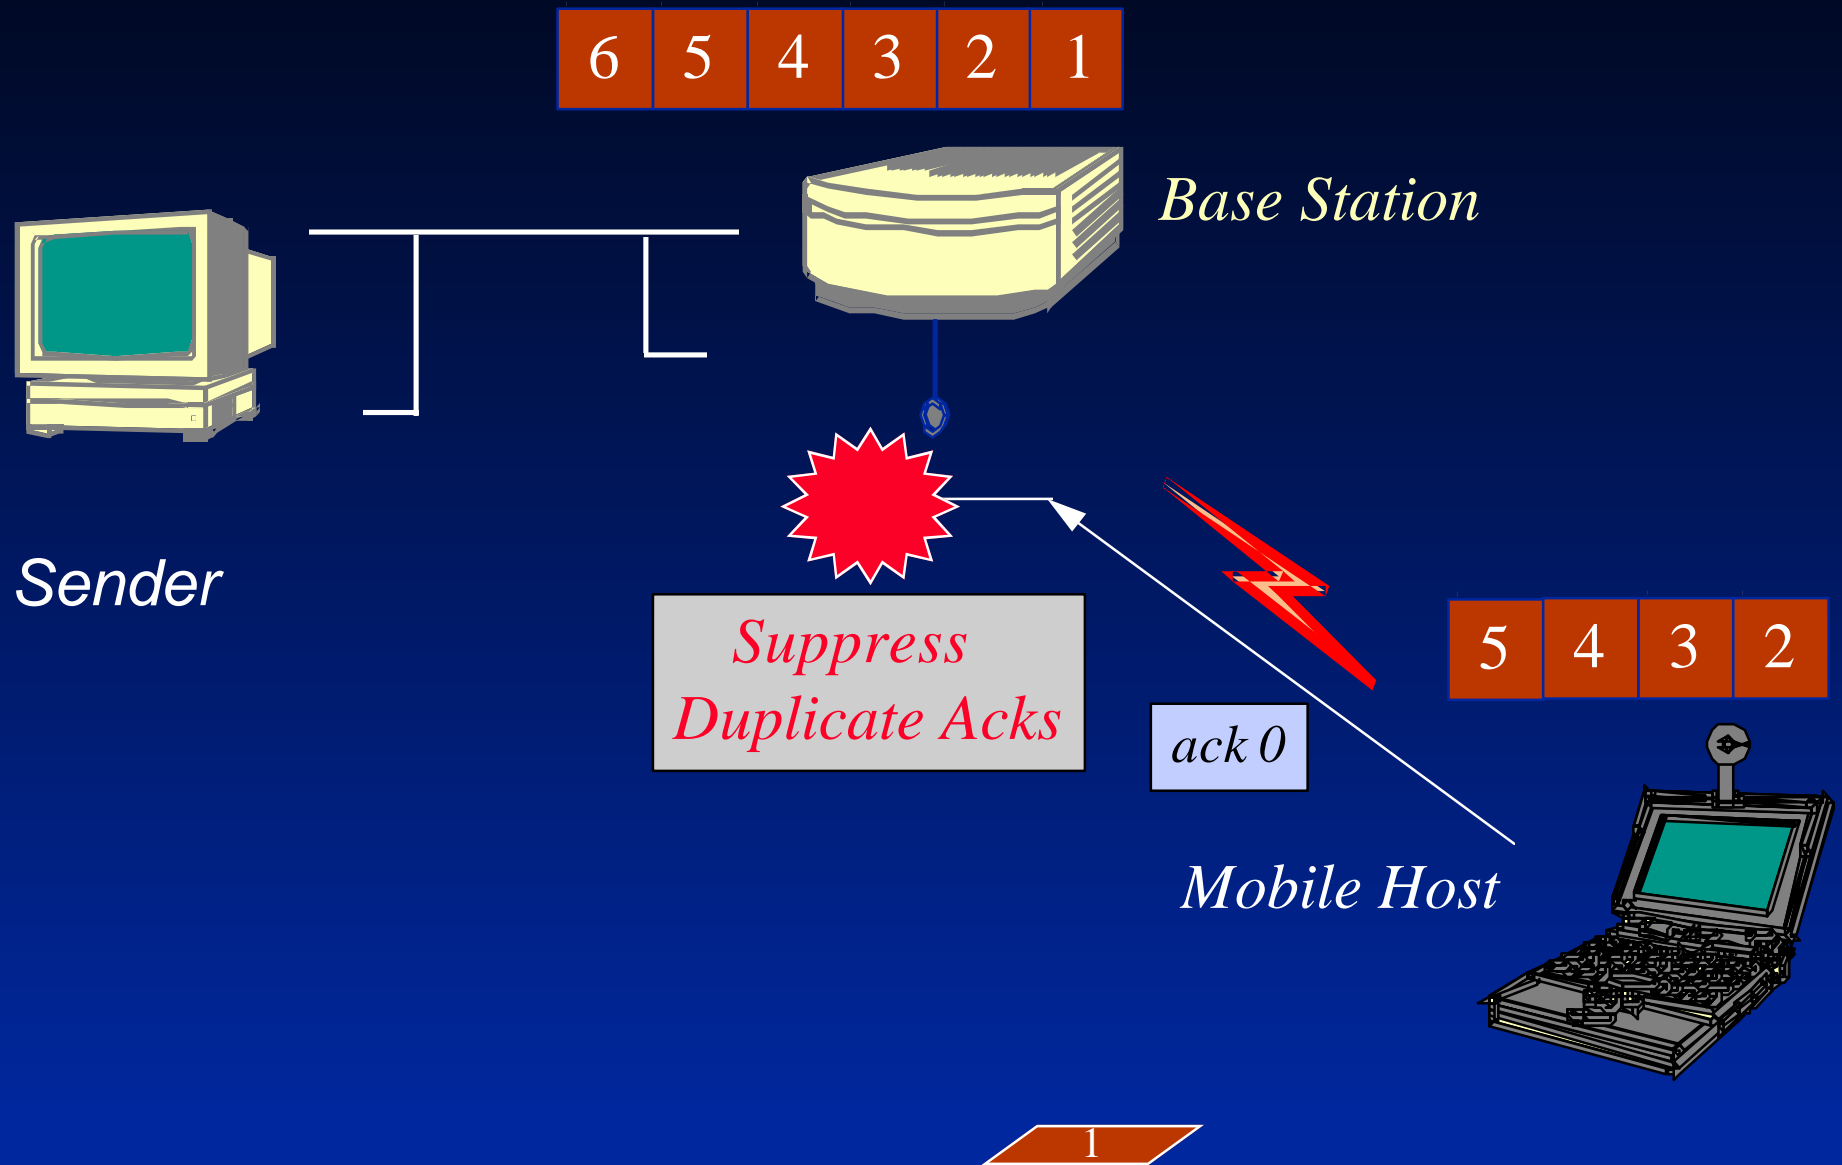 6 5 4 3 2 1
Base Station
Sender
Suppress
Duplicate Acks
5 4 3 2
ack 0
Mobile Host
1